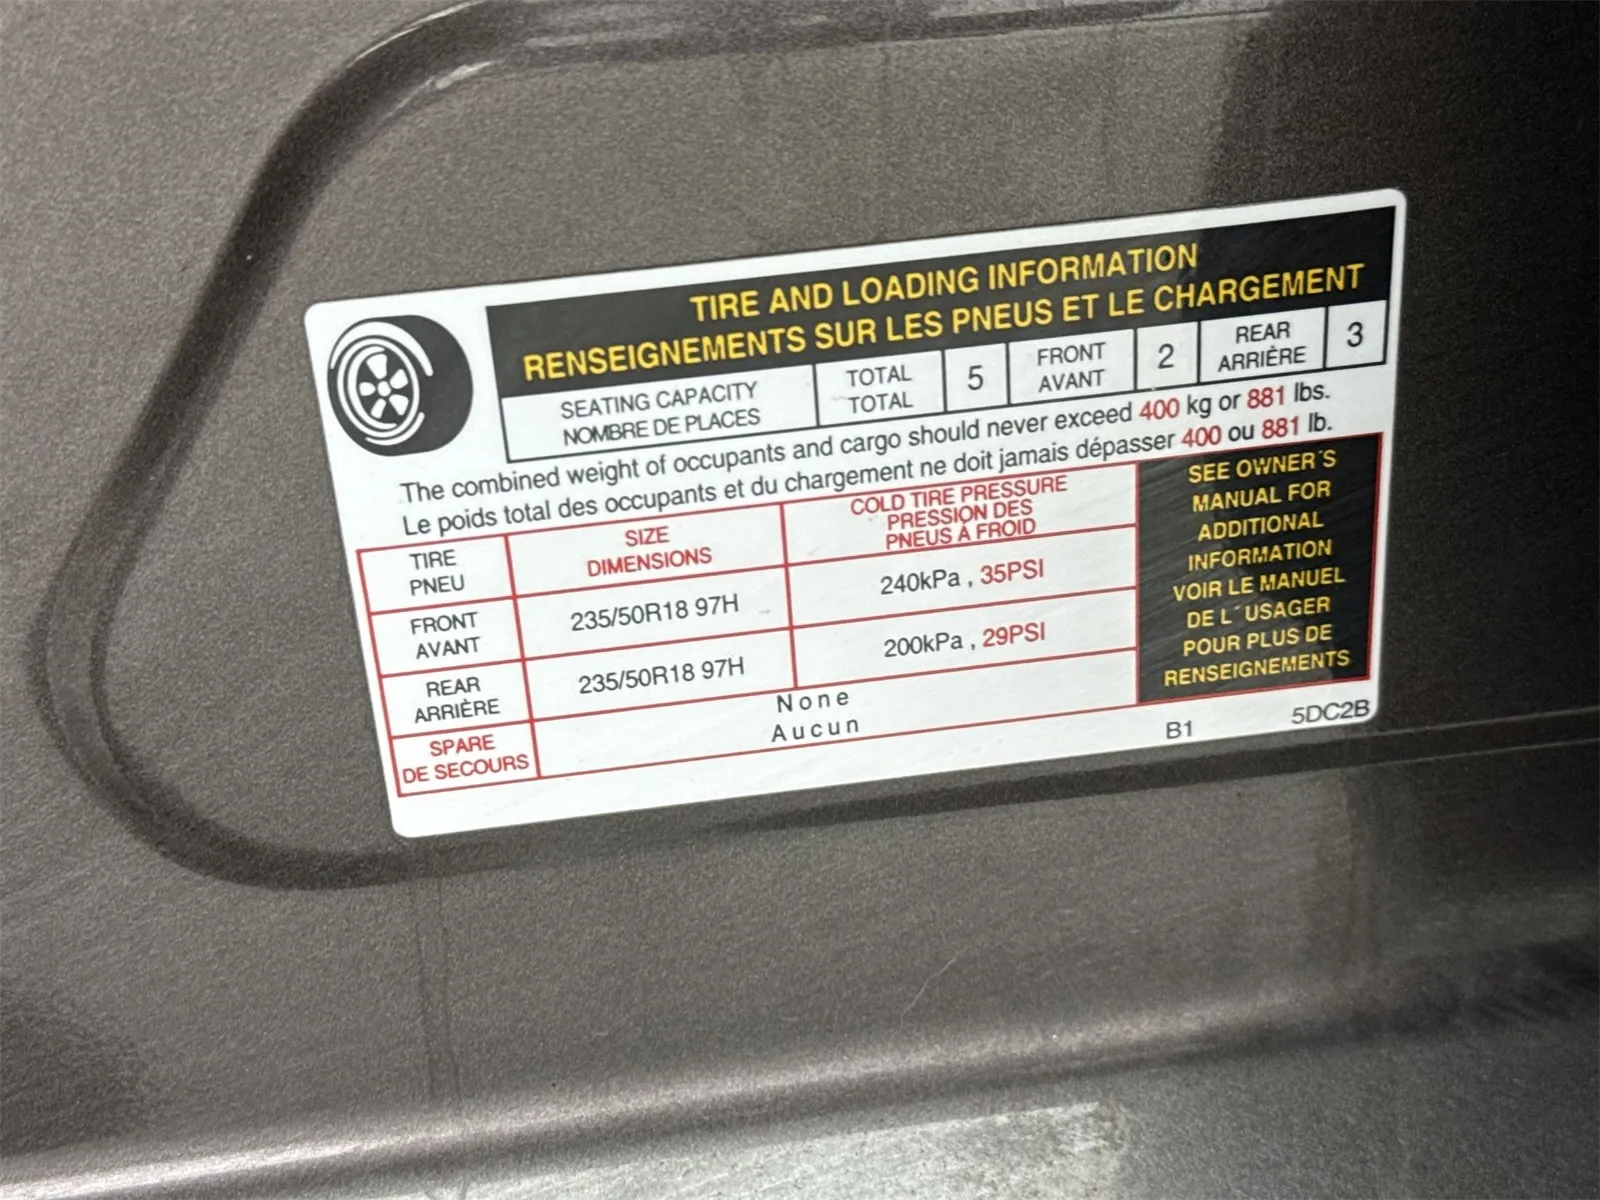 TIRE AND LOADING INFORMATION
RENSEIGNEMENTS SUR LES PNEUS ET LE CHARGEMENT
SEATING CAPACITY
NOMBRE DE PLACES
TOTAL
TOTAL
5
FRONT
AVANT
2
REAR
ARRIÈRE
3
The combined weight of occupants and cargo should never exceed 400 kg or 881 lbs.
Le poids total des occupants et du chargement ne doit jamais dépasser 400 ou 881 lb.
TIRE
PNEU
SIZE
DIMENSIONS
COLD TIRE PRESSURE
PRESSION DES
PNEUS À FROID
FRONT
AVANT
235/50R18 97H
240kPa , 35PSI
REAR
ARRIÈRE
235/50R18 97H
200kPa , 29PSI
SPARE
DE SECOURS
None
Aucun
SEE OWNER´S
MANUAL FOR
ADDITIONAL
INFORMATION
VOIR LE MANUEL
DE L´ USAGER
POUR PLUS DE
RENSEIGNEMENTS
B1
5DC2B